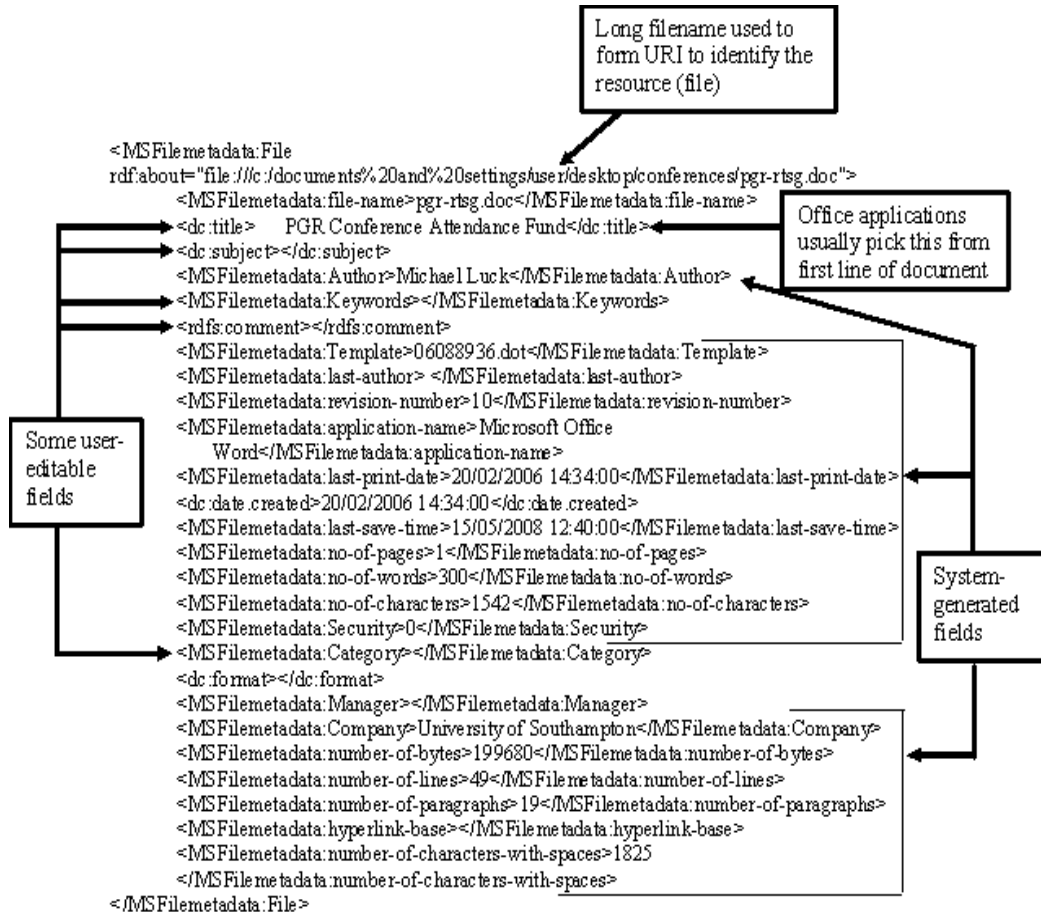 Long filename used to
form URI to identify the
resource (file)
<MSFilemetadata:File
rdf:about="file:///c:/documents%20and%20settings/user/desktop/conferences/pgr-rtsg.doc">
<MSFilemetadata:file-name>pgr-rtsg.doc</MSFilemetadata:file-name>
<dc:title>    PGR Conference Attendance Fund</dc:title>
<dc:subject></dc:subject>
<MSFilemetadata:Author>Michael Luck</MSFilemetadata:Author>
<MSFilemetadata:Keywords></MSFilemetadata:Keywords>
<rdfs:comment></rdfs:comment>
Office applications
usually pick this from
first line of document
<MSFilemetadata:Template>06088936.dot</MSFilemetadata:Template>
<MSFilemetadata:last-author> </MSFilemetadata:last-author>
<MSFilemetadata:revision-number>10</MSFilemetadata:revision-number>
<MSFilemetadata:application-name>Microsoft Office
Word</MSFilemetadata:application-name>
<MSFilemetadata:last-print-date>20/02/2006 14:34:00</MSFilemetadata:last-print-date>
<dc:date.created>20/02/2006 14:34:00</dc:date.created>
<MSFilemetadata:last-save-time>15/05/2008 12:40:00</MSFilemetadata:last-save-time>
<MSFilemetadata:no-of-pages>1</MSFilemetadata:no-of-pages>
<MSFilemetadata:no-of-words>300</MSFilemetadata:no-of-words>
<MSFilemetadata:no-of-characters>1542</MSFilemetadata:no-of-characters>
<MSFilemetadata:Security>0</MSFilemetadata:Security>
Some user-
editable
fields
System-
generated
fields
<MSFilemetadata:Category></MSFilemetadata:Category>
<dc:format></dc:format>
<MSFilemetadata:Manager></MSFilemetadata:Manager>
<MSFilemetadata:Company>University of Southampton</MSFilemetadata:Company>
<MSFilemetadata:number-of-bytes>199680</MSFilemetadata:number-of-bytes>
<MSFilemetadata:number-of-lines>49</MSFilemetadata:number-of-lines>
<MSFilemetadata:number-of-paragraphs>19</MSFilemetadata:number-of-paragraphs>
<MSFilemetadata:hyperlink-base></MSFilemetadata:hyperlink-base>
<MSFilemetadata:number-of-characters-with-spaces>1825
</MSFilemetadata:number-of-characters-with-spaces>
</MSFilemetadata:File>